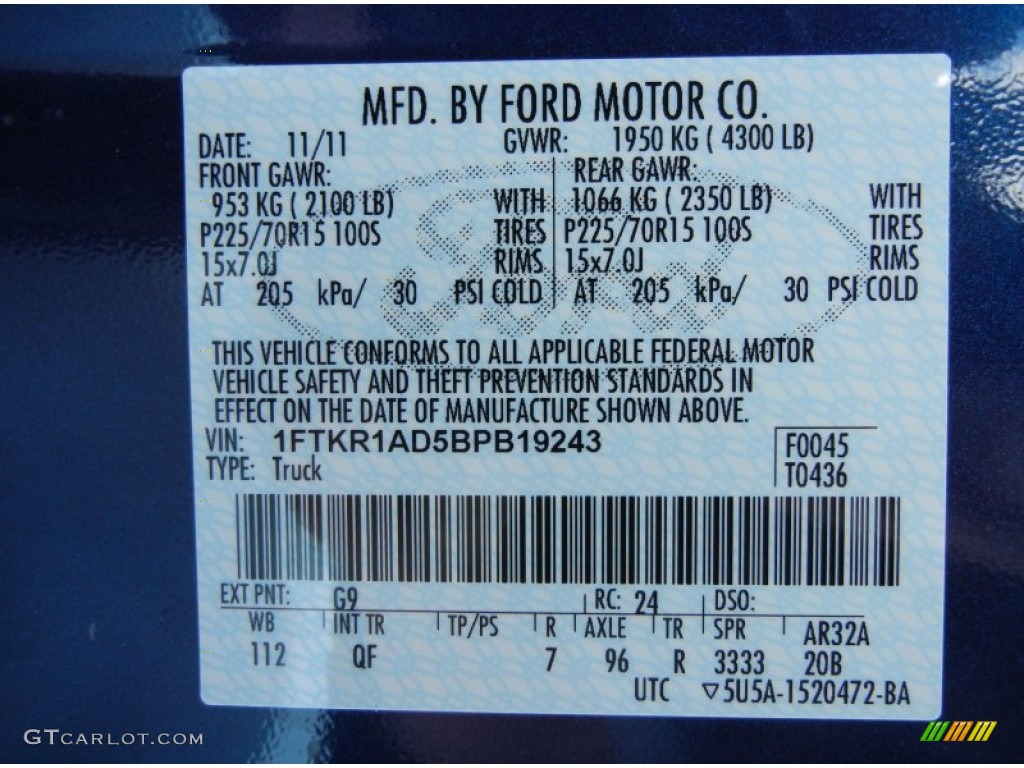 MFD. BY FORD MOTOR CO.
DATE: 11/11 GVWR: 1950 KG ( 4300 LB)
FRONT GAWR: REAR GAWR:
953 KG ( 2100 LB) WITH 1066 KG ( 2350 LB) WITH
P225/70R15 100S TIRES P225/70R15 100S TIRES
15x7.0J RIMS 15x7.0J RIMS
AT 205 kPa/ 30 PSI COLD AT 205 kPa/ 30 PSI COLD
THIS VEHICLE CONFORMS TO ALL APPLICABLE FEDERAL MOTOR
VEHICLE SAFETY AND THEFT PREVENTION STANDARDS IN
EFFECT ON THE DATE OF MANUFACTURE SHOWN ABOVE.
VIN: 1FTKR1AD5BPB19243 F0045
TYPE: Truck T0436
EXT PNT: G9 RC: 24 DSO:
WB INT TR TP/PS R AXLE TR SPR AR32A
112 QF 7 96 R 3333 20B
UTC ▽5U5A-1520472-BA
GTCARLOT.COM